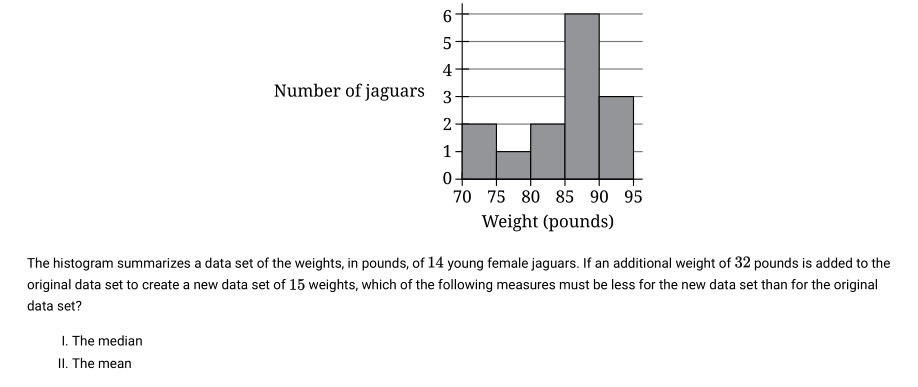 6
5
4
Number of jaguars
3
2
1
0
70 75 80 85 90 95
Weight (pounds)
The histogram summarizes a data set of the weights, in pounds, of 14 young female jaguars. If an additional weight of 32 pounds is added to the
original data set to create a new data set of 15 weights, which of the following measures must be less for the new data set than for the original
data set?
I. The median
II. The mean